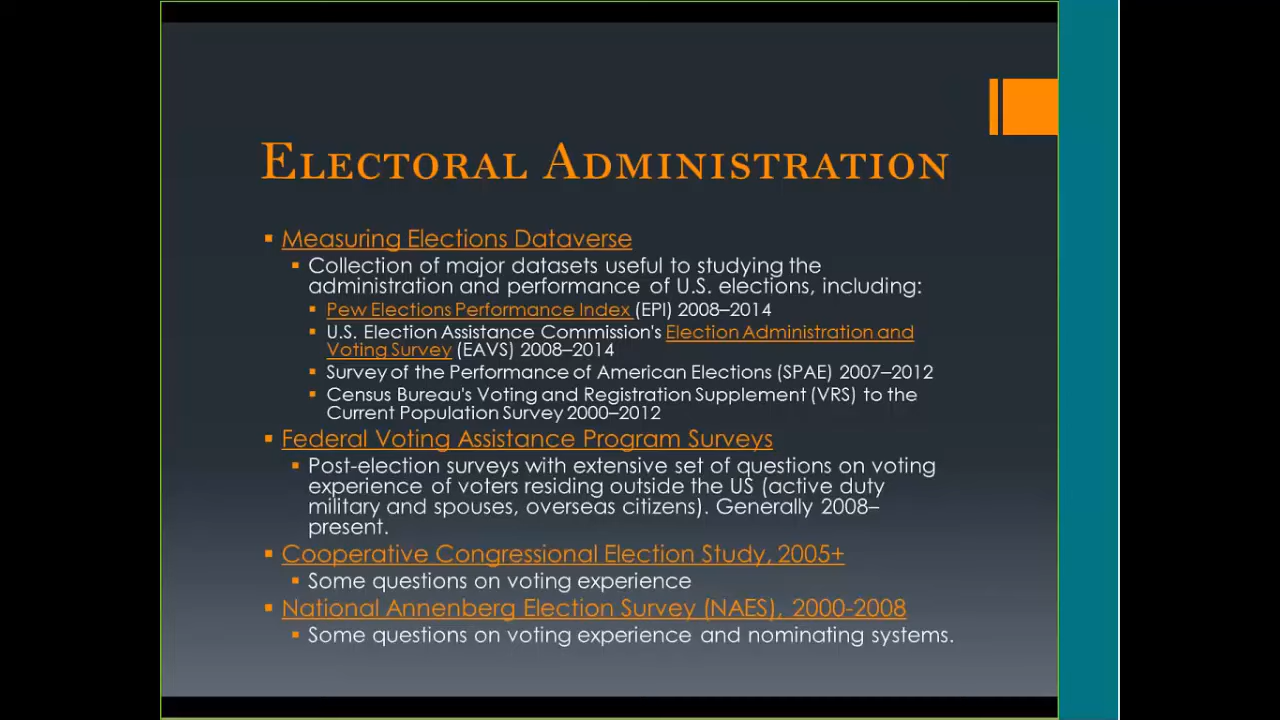 ELECTORAL ADMINISTRATION
▪ Measuring Elections Dataverse
▪ Collection of major datasets useful to studying the
administration and performance of U.S. elections, including:
▪ Pew Elections Performance Index (EPI) 2008–2014
▪ U.S. Election Assistance Commission's Election Administration and
Voting Survey (EAVS) 2008–2014
▪ Survey of the Performance of American Elections (SPAE) 2007–2012
▪ Census Bureau's Voting and Registration Supplement (VRS) to the
Current Population Survey 2000–2012
▪ Federal Voting Assistance Program Surveys
▪ Post-election surveys with extensive set of questions on voting
experience of voters residing outside the US (active duty
military and spouses, overseas citizens). Generally 2008–
present.
▪ Cooperative Congressional Election Study, 2005+
▪ Some questions on voting experience
▪ National Annenberg Election Survey (NAES), 2000-2008
▪ Some questions on voting experience and nominating systems.